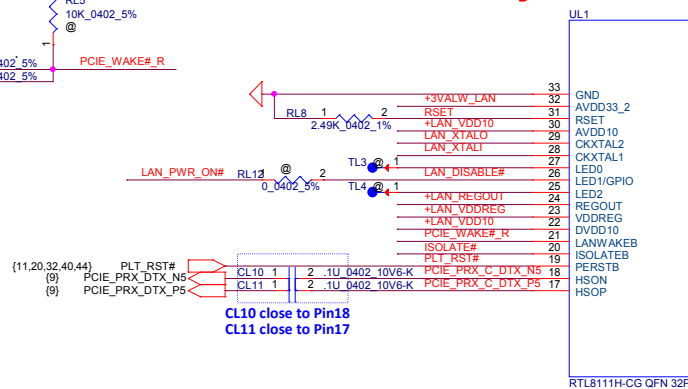 RL5
10K_0402_5%
@
1
402_5%
402_5%
PCIE_WAKE#_R
UL1
33 GND
+3VALW_LAN 32 AVDD33_2
RL8 1 2 RSET 31 RSET
2.49K_0402_1%
+LAN_VDD10 30 AVDD10
LAN_XTALO 29 CKXTAL2
LAN_XTALI 28 CKXTAL1
TL3 @ 1 27 LED0
LAN_PWR_ON# RL12 1 @ 2 LAN_DISABLE# 26 LED1/GPIO
0_0402_5%
TL4 @ 1 25 LED2
+LAN_REGOUT 24 REGOUT
+LAN_VDDREG 23 VDDREG
+LAN_VDD10 22 DVDD10
PCIE_WAKE#_R 21 LANWAKEB
ISOLATE# 20 ISOLATEB
{11,20,32,40,44} PLT_RST# PLT_RST# 19 PERSTB
{9} PCIE_PRX_DTX_N5 CL10 1 2 .1U_0402_10V6-K PCIE_PRX_C_DTX_N5 18 HSON
{9} PCIE_PRX_DTX_P5 CL11 1 2 .1U_0402_10V6-K PCIE_PRX_C_DTX_P5 17 HSOP
CL10 close to Pin18
CL11 close to Pin17
RTL8111H-CG QFN 32P